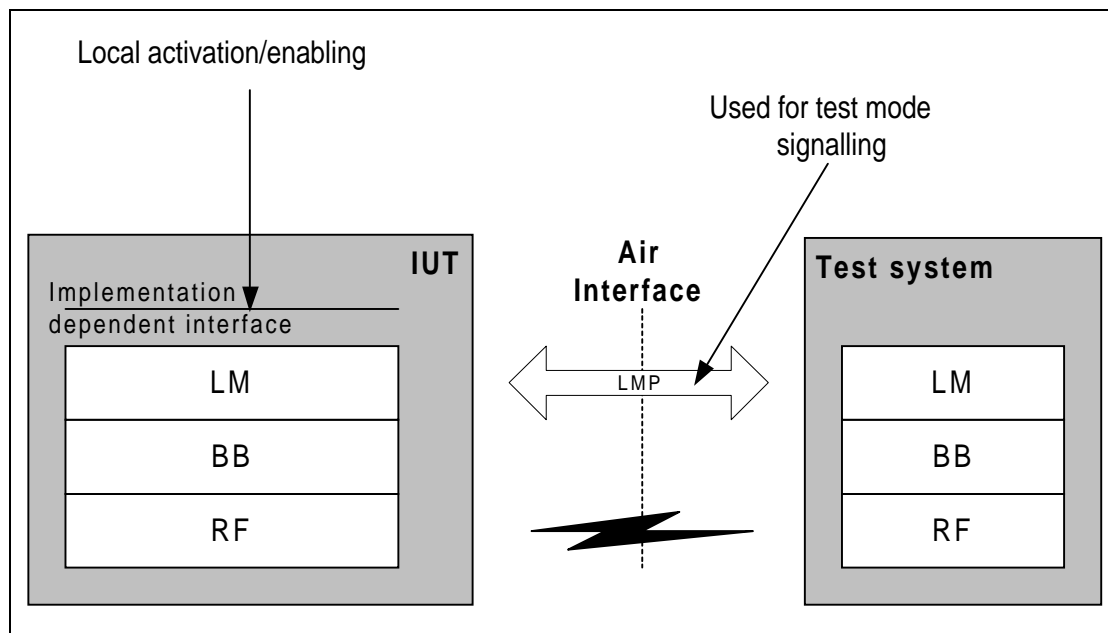 Local activation/enabling
Used for test mode
signalling
IUT
Implementation
dependent interface
LM
BB
RF
Air
Interface
LMP
Test system
LM
BB
RF